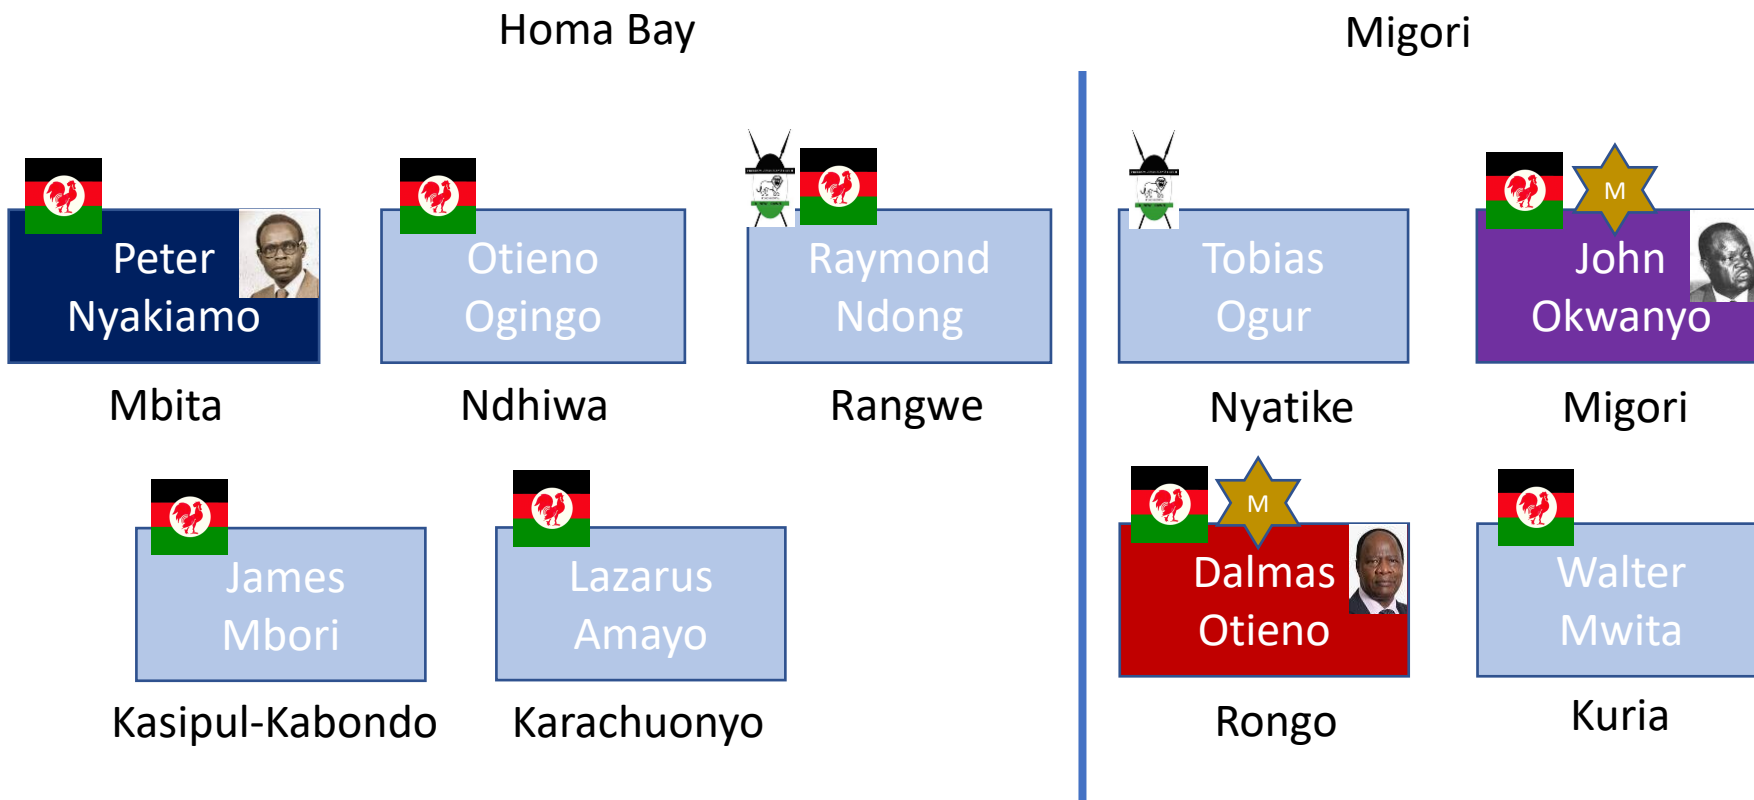 Homa Bay
Migori
Peter
Nyakiamo
Mbita
Otieno
Ogingo
Ndhiwa
Raymond
Ndong
Rangwe
Tobias
Ogur
Nyatike
M
John
Okwanyo
Migori
James
Mbori
Kasipul-Kabondo
Lazarus
Amayo
Karachuonyo
M
Dalmas
Otieno
Rongo
Walter
Mwita
Kuria